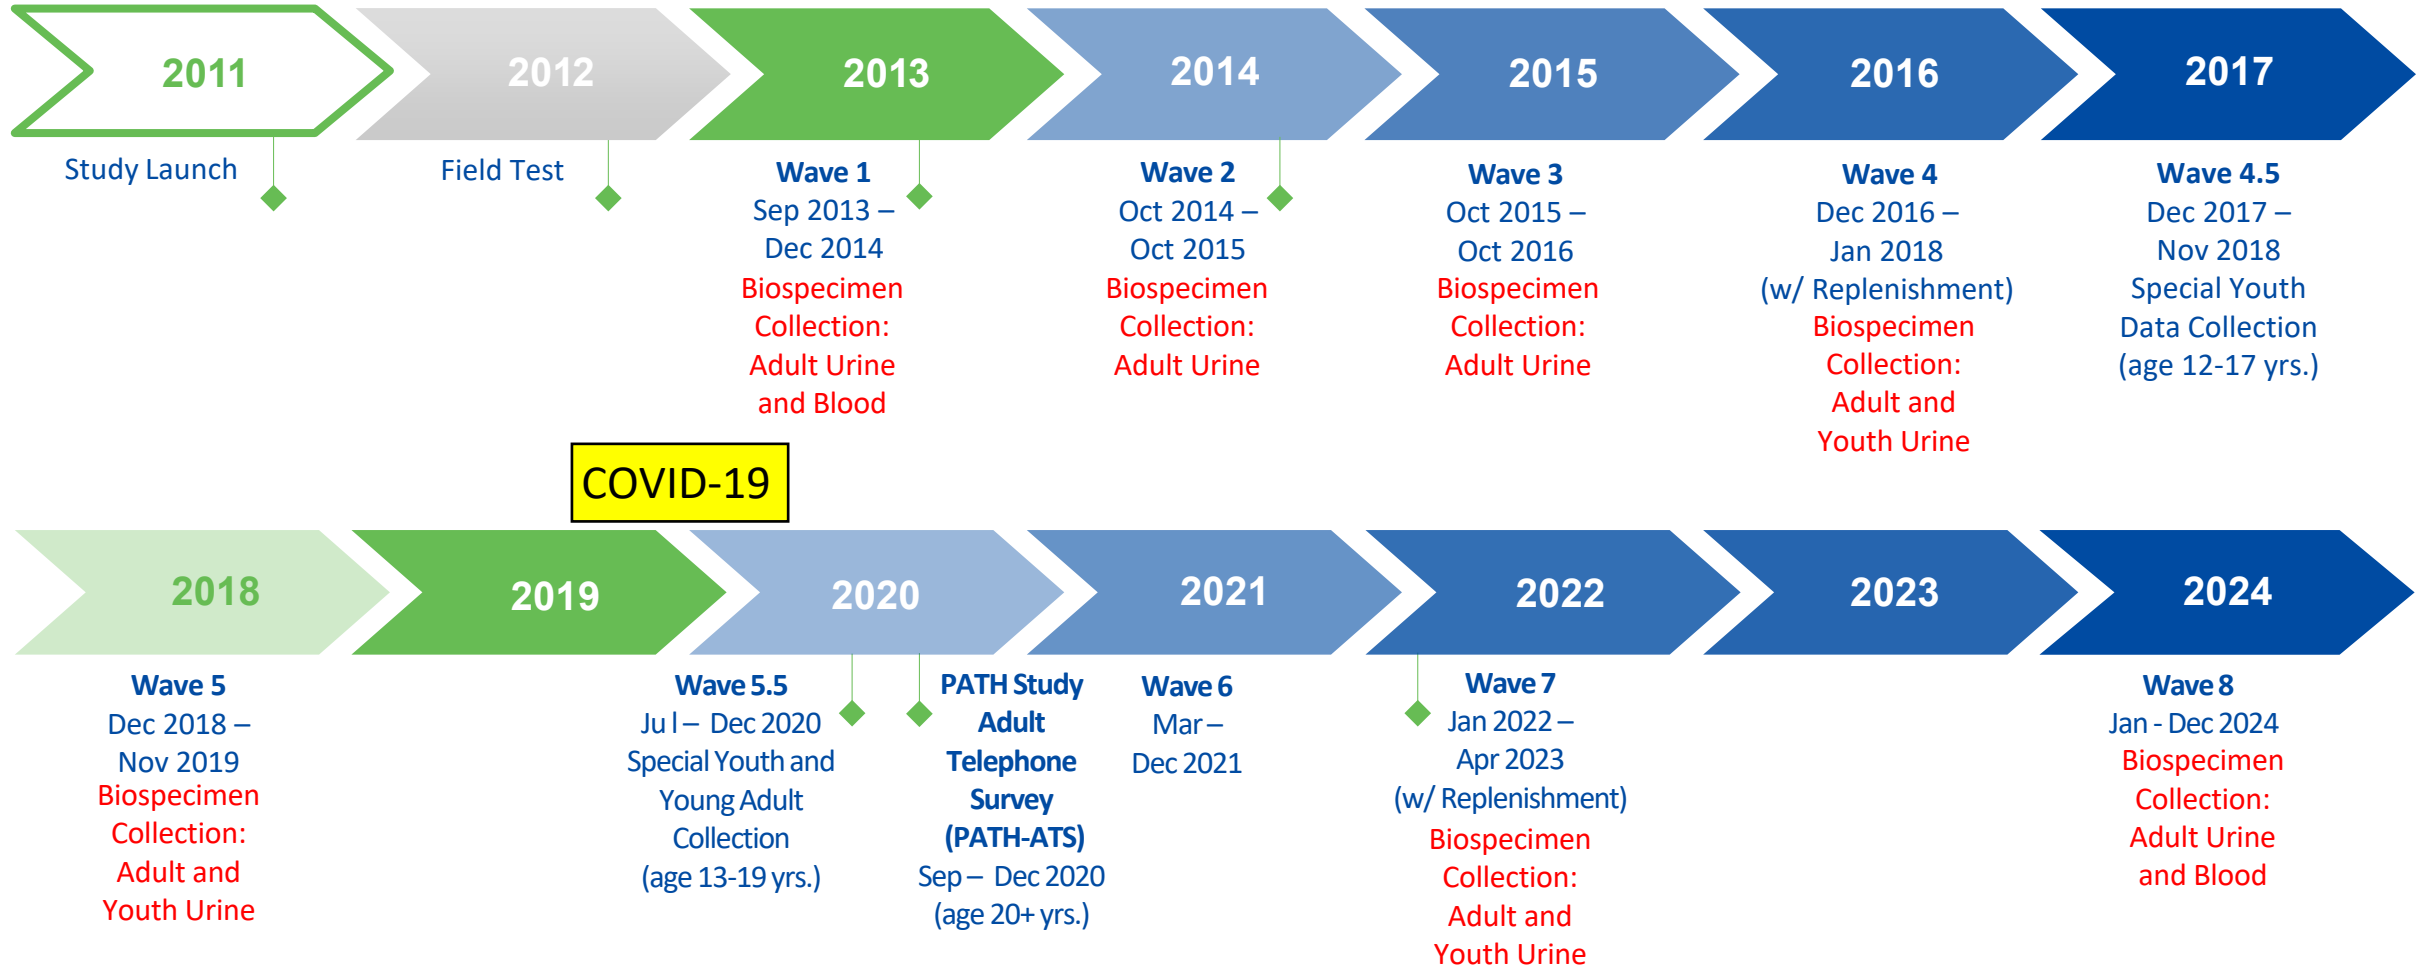 2011
2012
2013
2014
2015
2016
2017
Study Launch
Field Test
Wave 1
Sep 2013 –
Dec 2014
Biospecimen
Collection:
Adult Urine
and Blood
Wave 2
Oct 2014 –
Oct 2015
Biospecimen
Collection:
Adult Urine
Wave 3
Oct 2015 –
Oct 2016
Biospecimen
Collection:
Adult Urine
Wave 4
Dec 2016 –
Jan 2018
(w/ Replenishment)
Biospecimen
Collection:
Adult and
Youth Urine
Wave 4.5
Dec 2017 –
Nov 2018
Special Youth
Data Collection
(age 12-17 yrs.)
COVID-19
2018
2019
2020
2021
2022
2023
2024
Wave 5
Dec 2018 –
Nov 2019
Biospecimen
Collection:
Adult and
Youth Urine
Wave 5.5
Jul – Dec 2020
Special Youth and
Young Adult
Collection
(age 13-19 yrs.)
PATH Study
Adult
Telephone
Survey
(PATH-ATS)
Sep – Dec 2020
(age 20+ yrs.)
Wave 6
Mar –
Dec 2021
Wave 7
Jan 2022 –
Apr 2023
(w/ Replenishment)
Biospecimen
Collection:
Adult and
Youth Urine
Wave 8
Jan - Dec 2024
Biospecimen
Collection:
Adult Urine
and Blood